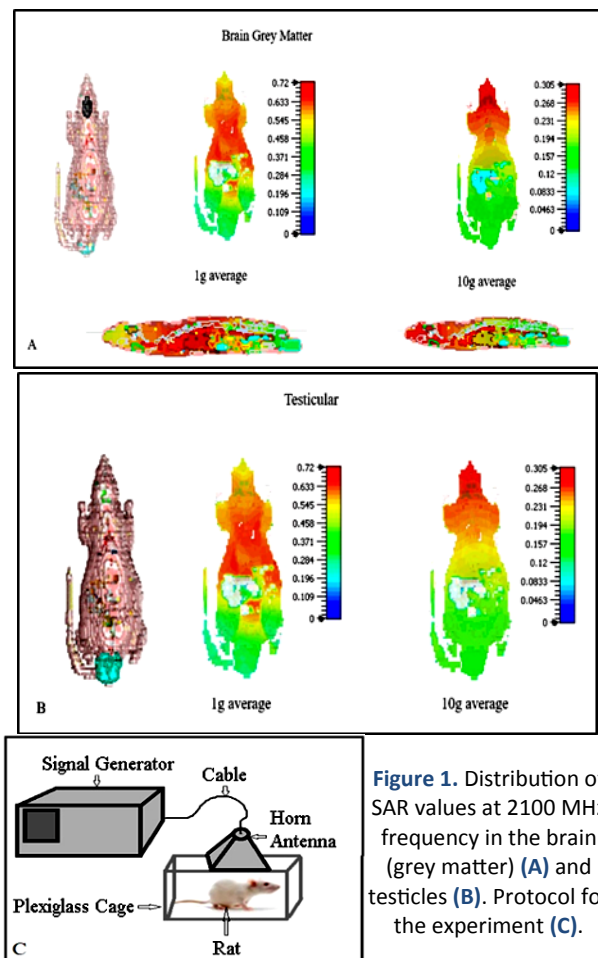 Brain Grey Matter
0.72
0.633
0.545
0.458
0.371
0.284
0.196
0.109
0
0.305
0.268
0.231
0.194
0.157
0.12
0.0833
0.0463
0
1g average
10g average
A
Testicular
0.72
0.633
0.545
0.458
0.371
0.284
0.196
0.109
0
0.305
0.268
0.231
0.194
0.157
0.12
0.0833
0.0463
0
1g average
10g average
B
Signal Generator
Cable
Horn
Antenna
Plexiglass Cage
Rat
C
Figure 1. Distribution of
SAR values at 2100 MHz
frequency in the brain
(grey matter) (A) and
testicles (B). Protocol fo
the experiment (C).